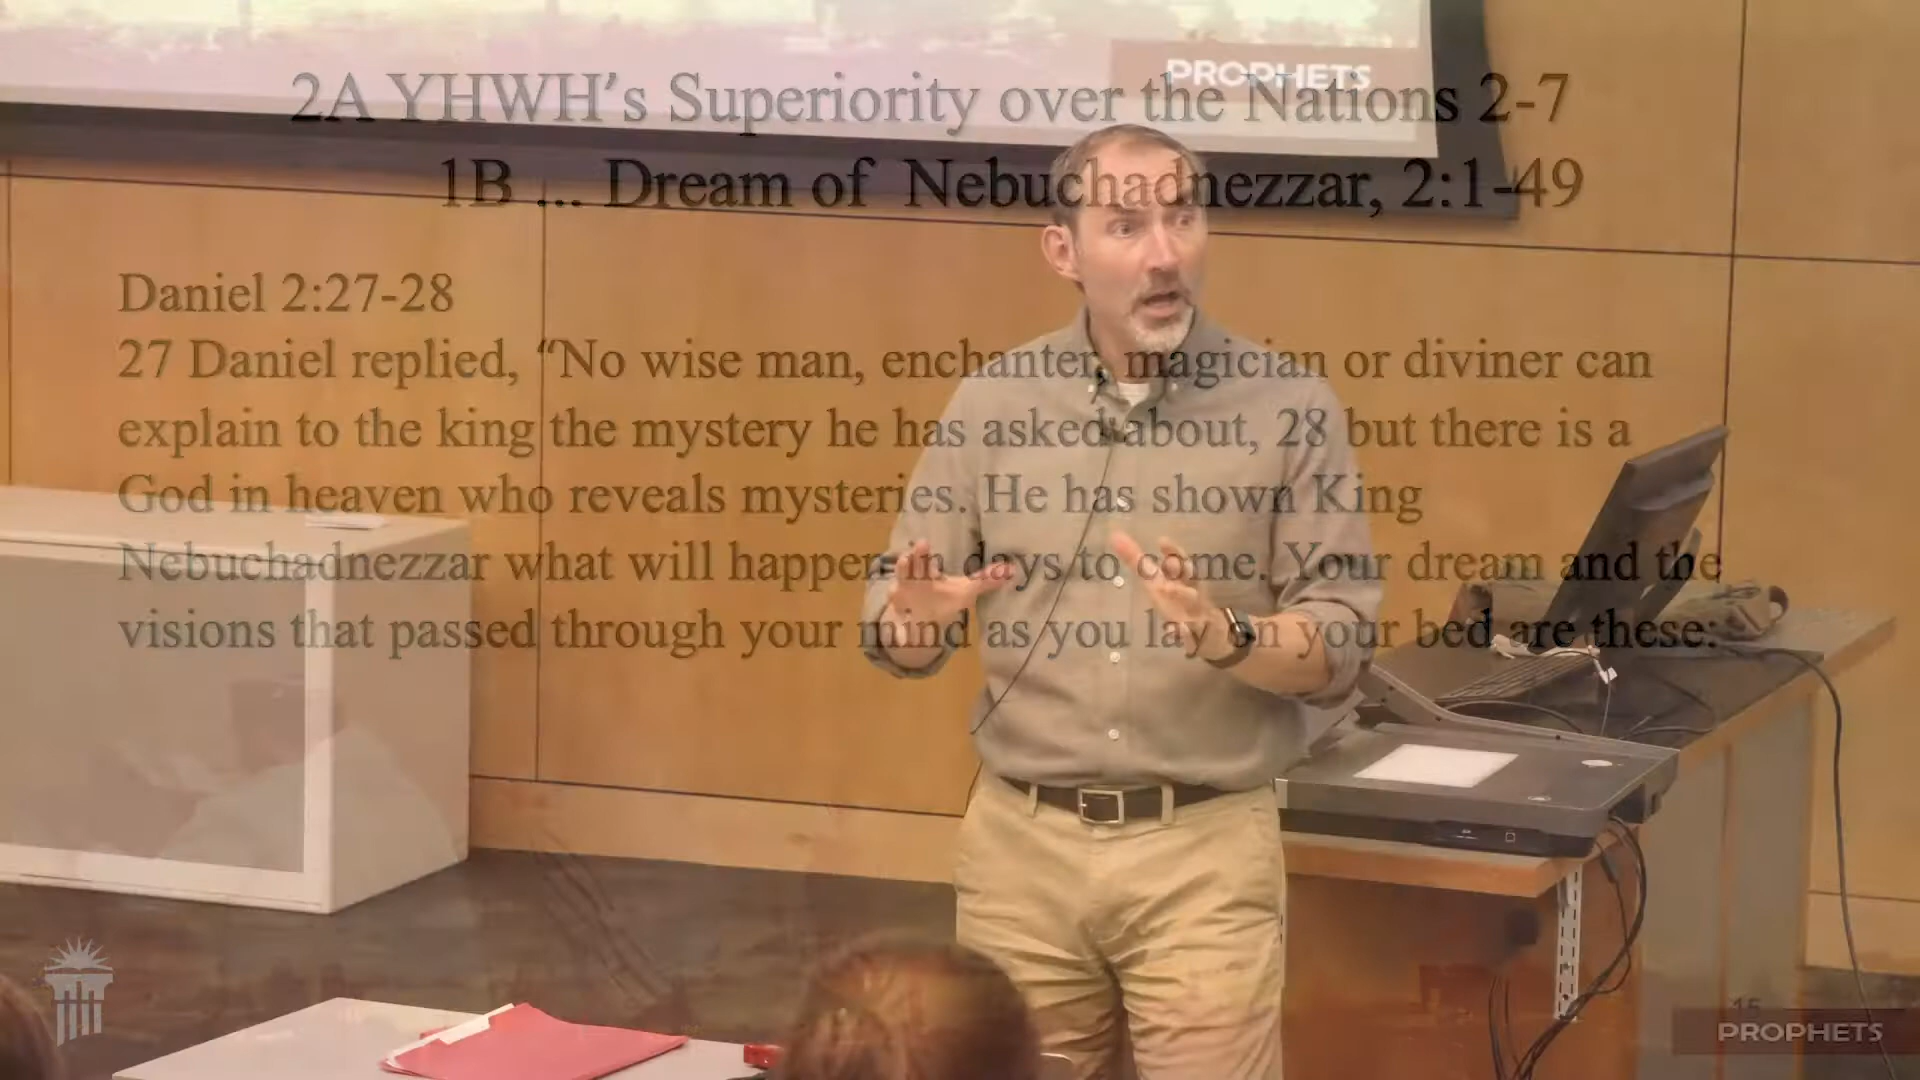 PROPHETS
2A YHWH's Superiority over the Nations 2-7
1B ... Dream of Nebuchadnezzar, 2:1-49
Daniel 2:27-28
27 Daniel replied, “No wise man, enchanter, magician or diviner can
explain to the king the mystery he has asked about, 28 but there is a
God in heaven who reveals mysteries. He has shown King
Nebuchadnezzar what will happen in days to come. Your dream and the
visions that passed through your mind as you lay on your bed are these:
15
PROPHETS